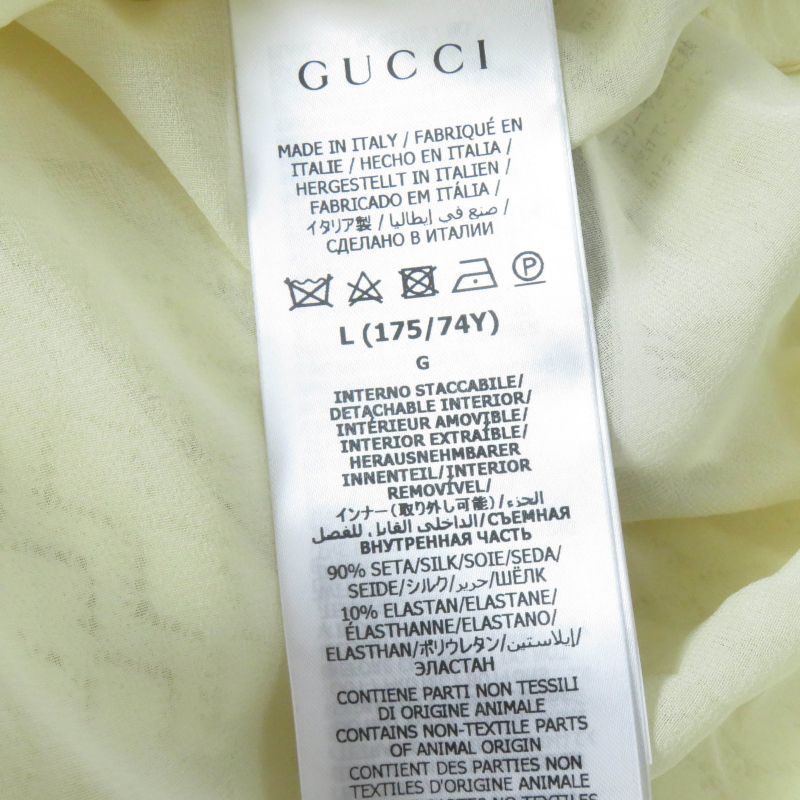 GUCCI
MADE IN ITALY / FABRIQUÉ EN
ITALIE / HECHO EN ITALIA /
HERGESTELLT IN ITALIEN /
FABRICADO EM ITÁLIA /
イタリア製 / صنع في إيطاليا /
СДЕЛАНО В ИТАЛИИ
P
L (175/74Y)
G
INTERNO STACCABILE/
DETACHABLE INTERIOR/
INTÉRIEUR AMOVIBLE/
INTERIOR EXTRAÍBLE/
HERAUSNEHMBARER
INNENTEIL/INTERIOR
REMOVÍVEL/
インナー（取り外し可能）/الجزء
الداخلي القابل للفصل/СЪЕМНАЯ
ВНУТРЕННАЯ ЧАСТЬ
90% SETA/SILK/SOIE/SEDA/
SEIDE/シルク/حرير/ШЁЛК
10% ELASTAN/ELASTANE/
ÉLASTHANNE/ELASTANO/
ELASTHAN/ポリウレタン/إيلاستين/
ЭЛАСТАН
CONTIENE PARTI NON TESSILI
DI ORIGINE ANIMALE
CONTAINS NON-TEXTILE PARTS
OF ANIMAL ORIGIN
CONTIENT DES PARTIES NON
TEXTILES D'ORIGINE ANIMALE